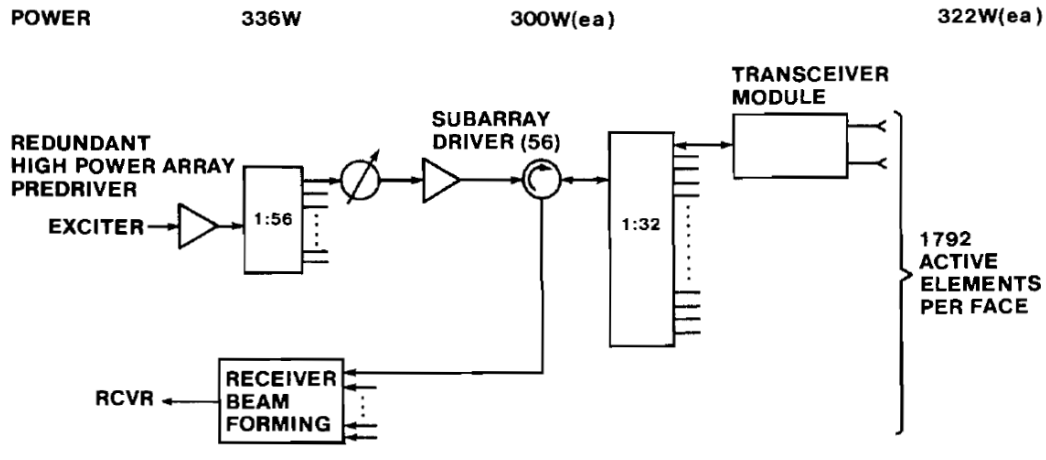 POWER 336W 300W(ea) 322W(ea)
TRANSCEIVER
MODULE
SUBARRAY
DRIVER (56)
REDUNDANT
HIGH POWER ARRAY
PREDRIVER
EXCITER
1:56
1:32
1792
ACTIVE
ELEMENTS
PER FACE
RCVR
RECEIVER
BEAM
FORMING